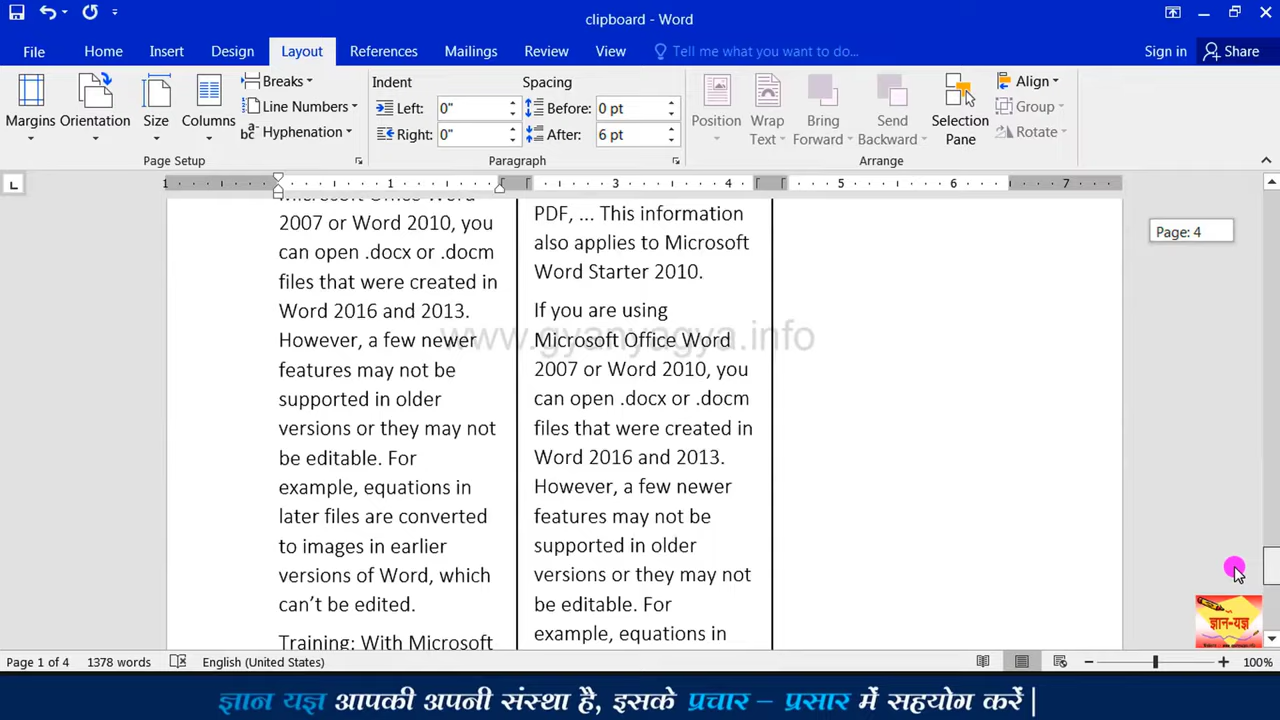 clipboard - Word
File
Home
Insert
Design
Layout
References
Mailings
Review
View
Tell me what you want to do...
Sign in
Share
Margins
Orientation
Size
Columns
Breaks
Line Numbers
Hyphenation
Page Setup
Indent
Left: 0"
Right: 0"
Spacing
Before: 0 pt
After: 6 pt
Paragraph
Position
Wrap
Text
Bring
Forward
Send
Backward
Selection
Pane
Align
Group
Rotate
Arrange
L
1 1 3 4 5 6 7
Page: 4
Microsoft Office Word
2007 or Word 2010, you
can open .docx or .docm
files that were created in
Word 2016 and 2013.
However, a few newer
features may not be
supported in older
versions or they may not
be editable. For
example, equations in
later files are converted
to images in earlier
versions of Word, which
can’t be edited.
Training: With Microsoft
PDF, ... This information
also applies to Microsoft
Word Starter 2010.
If you are using
Microsoft Office Word
2007 or Word 2010, you
can open .docx or .docm
files that were created in
Word 2016 and 2013.
However, a few newer
features may not be
supported in older
versions or they may not
be editable. For
example, equations in
www.gyanyagya.info
ज्ञान-यज्ञ
Page 1 of 4
1378 words
English (United States)
100%
ज्ञान यज्ञ आपकी अपनी संस्था है, इसके प्रचार – प्रसार में सहयोग करें |